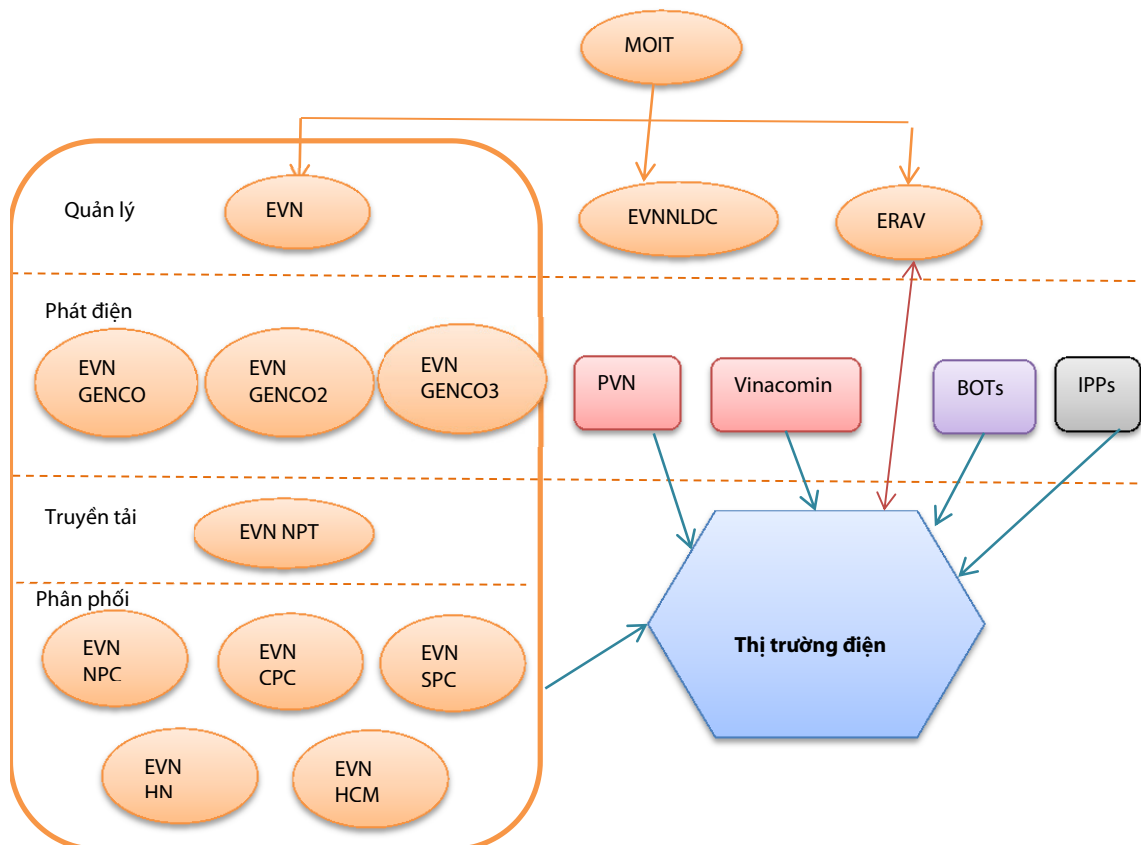 MOIT
Quản lý
EVN
EVNNLDC
ERAV
Phát điện
EVN
GENCO
EVN
GENCO2
EVN
GENCO3
PVN
Vinacomin
BOTs
IPPs
Truyền tải
EVN NPT
Phân phối
EVN
NPC
EVN
CPC
EVN
SPC
Thị trường điện
EVN
HN
EVN
HCM